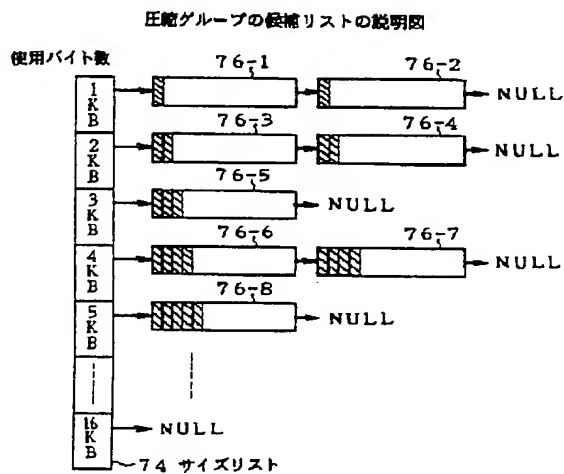 圧縮グループの候補リストの説明図
使用バイト数
76-1
76-2
1KB
NULL
76-3
76-4
2KB
NULL
76-5
3KB
NULL
76-6
76-7
4KB
NULL
76-8
5KB
NULL
16KB
NULL
74 サイズリスト